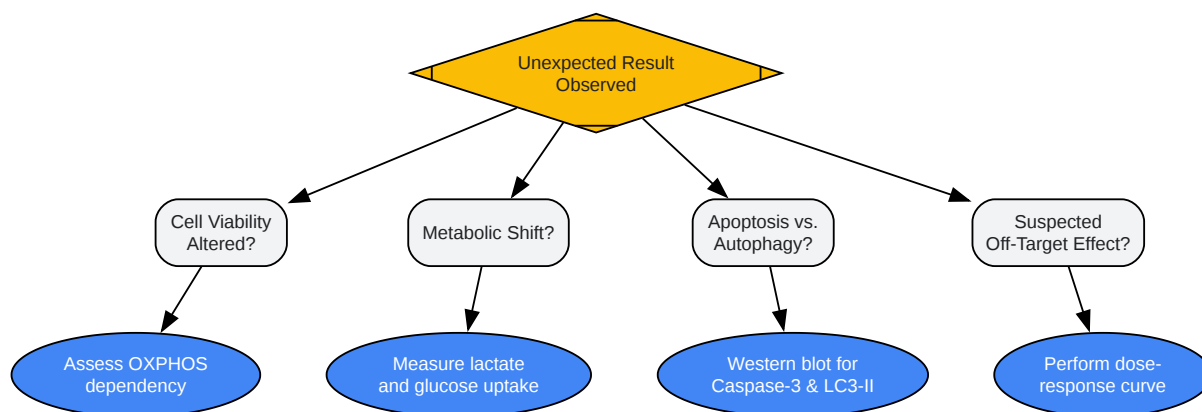 Unexpected Result
Observed
Cell Viability
Altered?
Metabolic Shift?
Apoptosis vs.
Autophagy?
Suspected
Off-Target Effect?
Assess OXPHOS
dependency
Measure lactate
and glucose uptake
Western blot for
Caspase-3 & LC3-II
Perform dose-
response curve